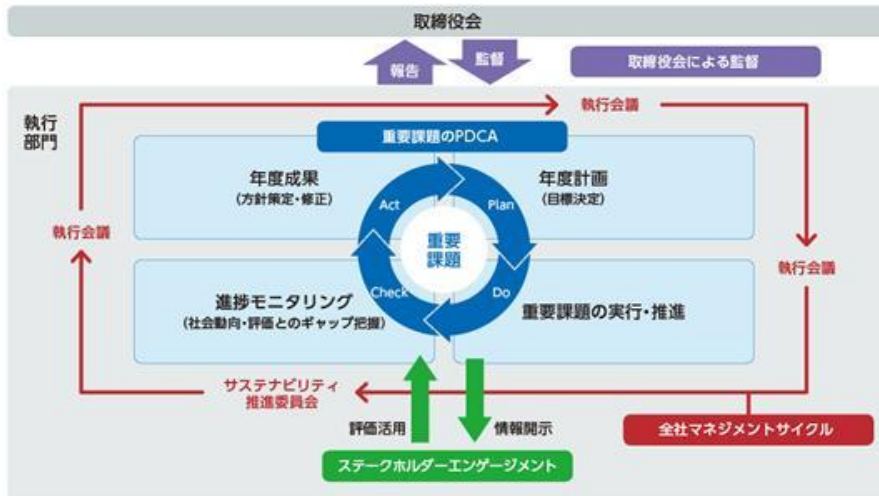 取締役会
報告
監督
取締役会による監督
執行
部門
執行会議
重要課題のPDCA
年度成果
(方針策定・修正)
年度計画
(目標決定)
Act
Plan
重要
課題
執行会議
執行会議
進捗モニタリング
(社会動向・評価とのギャップ把握)
Check
Do
重要課題の実行・推進
サステナビリティ
推進委員会
評価活用
情報開示
全社マネジメントサイクル
ステークホルダーエンゲージメント